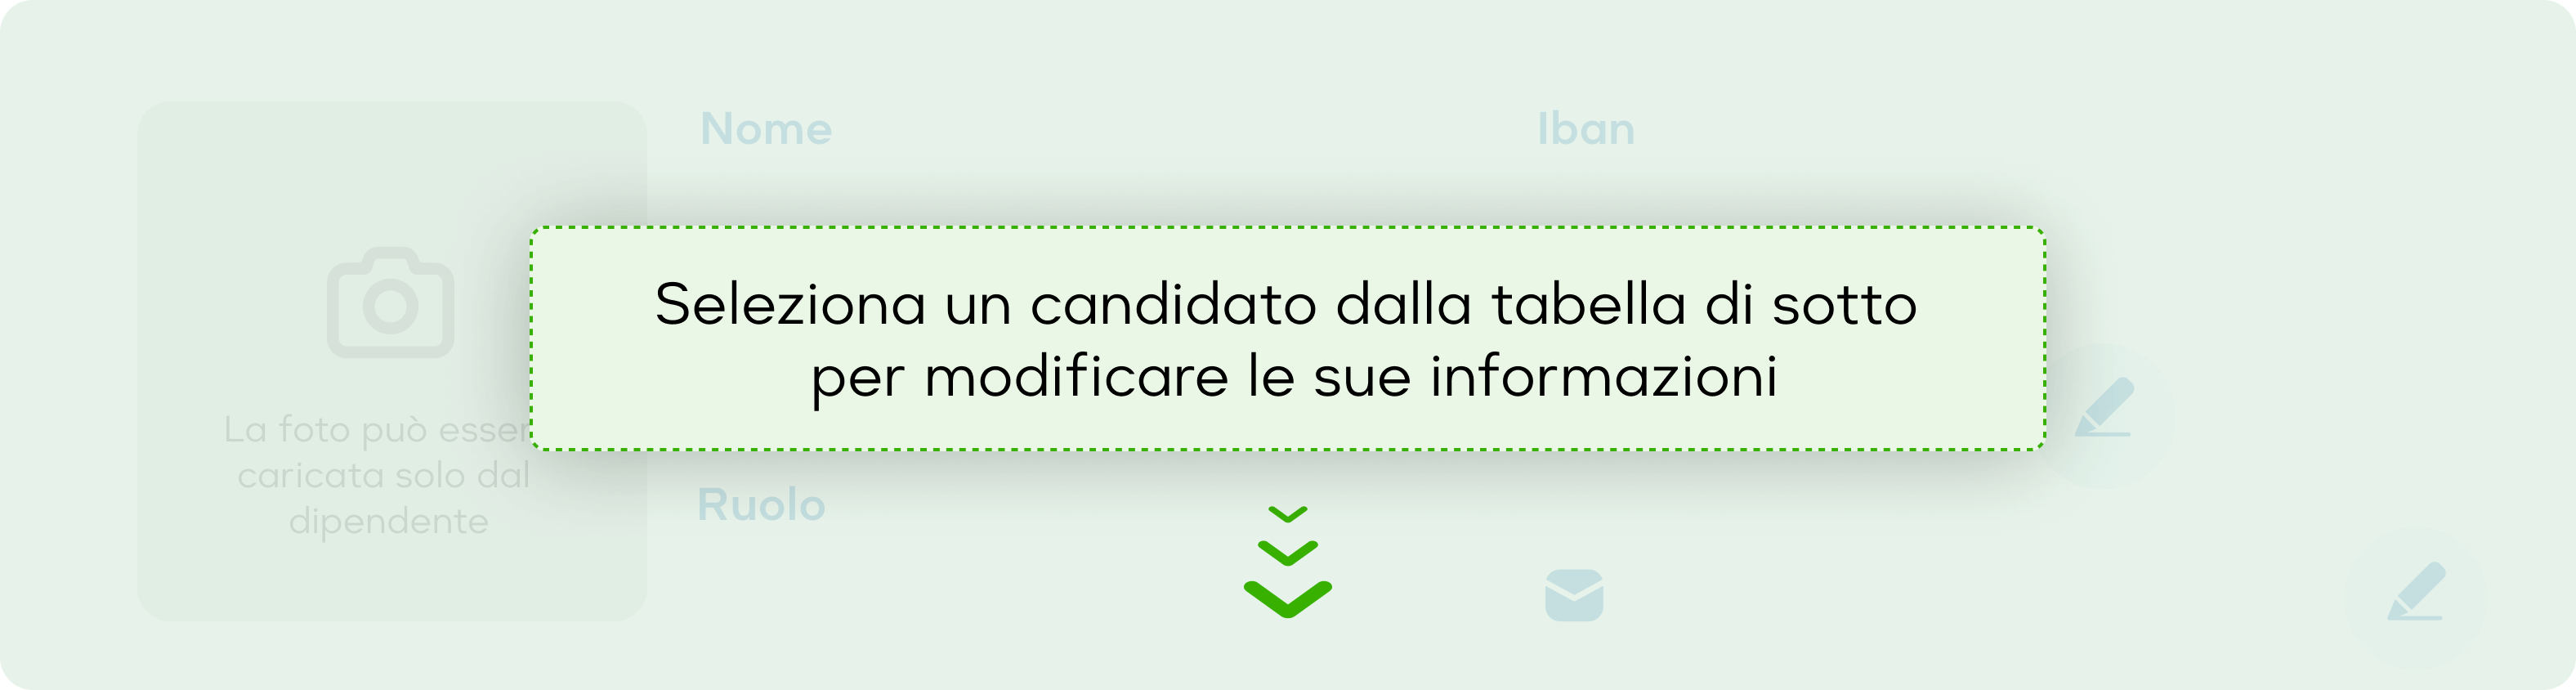 Nome
Iban
Seleziona un candidato dalla tabella di sotto
per modificare le sue informazioni
La foto può esser
caricata solo dal
dipendente
Ruolo